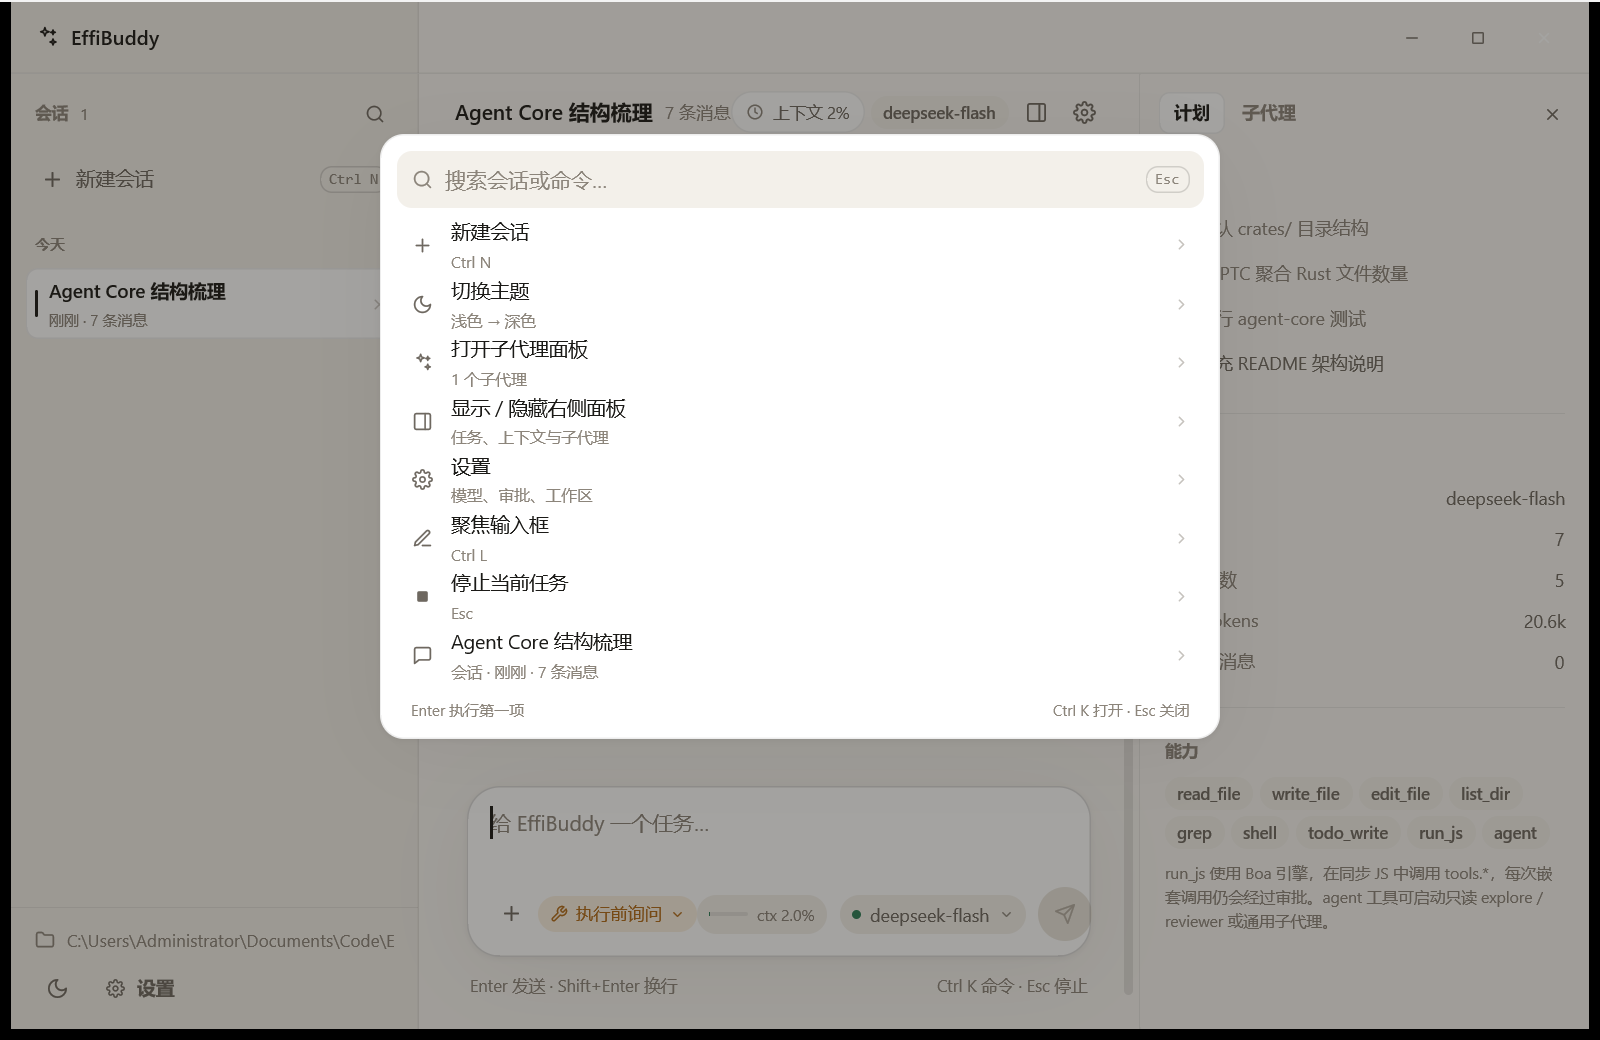 EffiBuddy
会话 1
新建会话 Ctrl N
今天
Agent Core 结构梳理
刚刚 · 7 条消息
C:\Users\Administrator\Documents\Code\E
设置
Agent Core 结构梳理 7 条消息 上下文 2% deepseek-flash
搜索会话或命令... Esc
新建会话
Ctrl N
切换主题
浅色 → 深色
打开子代理面板
1 个子代理
显示 / 隐藏右侧面板
任务、上下文与子代理
设置
模型、审批、工作区
聚焦输入框
Ctrl L
停止当前任务
Esc
Agent Core 结构梳理
会话 · 刚刚 · 7 条消息
Enter 执行第一项 Ctrl K 打开 · Esc 关闭
给 EffiBuddy 一个任务...
执行前询问 ctx 2.0% deepseek-flash
Enter 发送 · Shift+Enter 换行 Ctrl K 命令 · Esc 停止
计划 子代理
crates/ 目录结构
PTC 聚合 Rust 文件数量
agent-core 测试
README 架构说明
deepseek-flash
7
数 5
kens 20.6k
消息 0
能力
read_file write_file edit_file list_dir
grep shell todo_write run_js agent
run_js 使用 Boa 引擎，在同步 JS 中调用 tools.*，每次嵌
套调用仍会经过审批。agent 工具可启动只读 explore /
reviewer 或通用子代理。